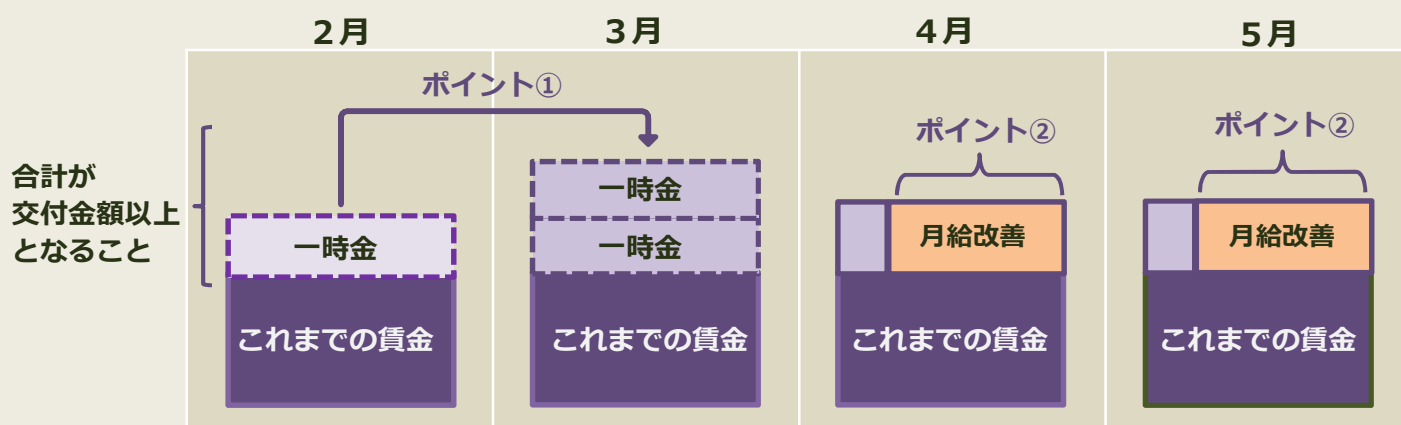 2月
3月
4月
5月
ポイント①
ポイント②
ポイント②
合計が
交付金額以上
となること
一時金
一時金
一時金
月給改善
月給改善
これまでの賃金
これまでの賃金
これまでの賃金
これまでの賃金